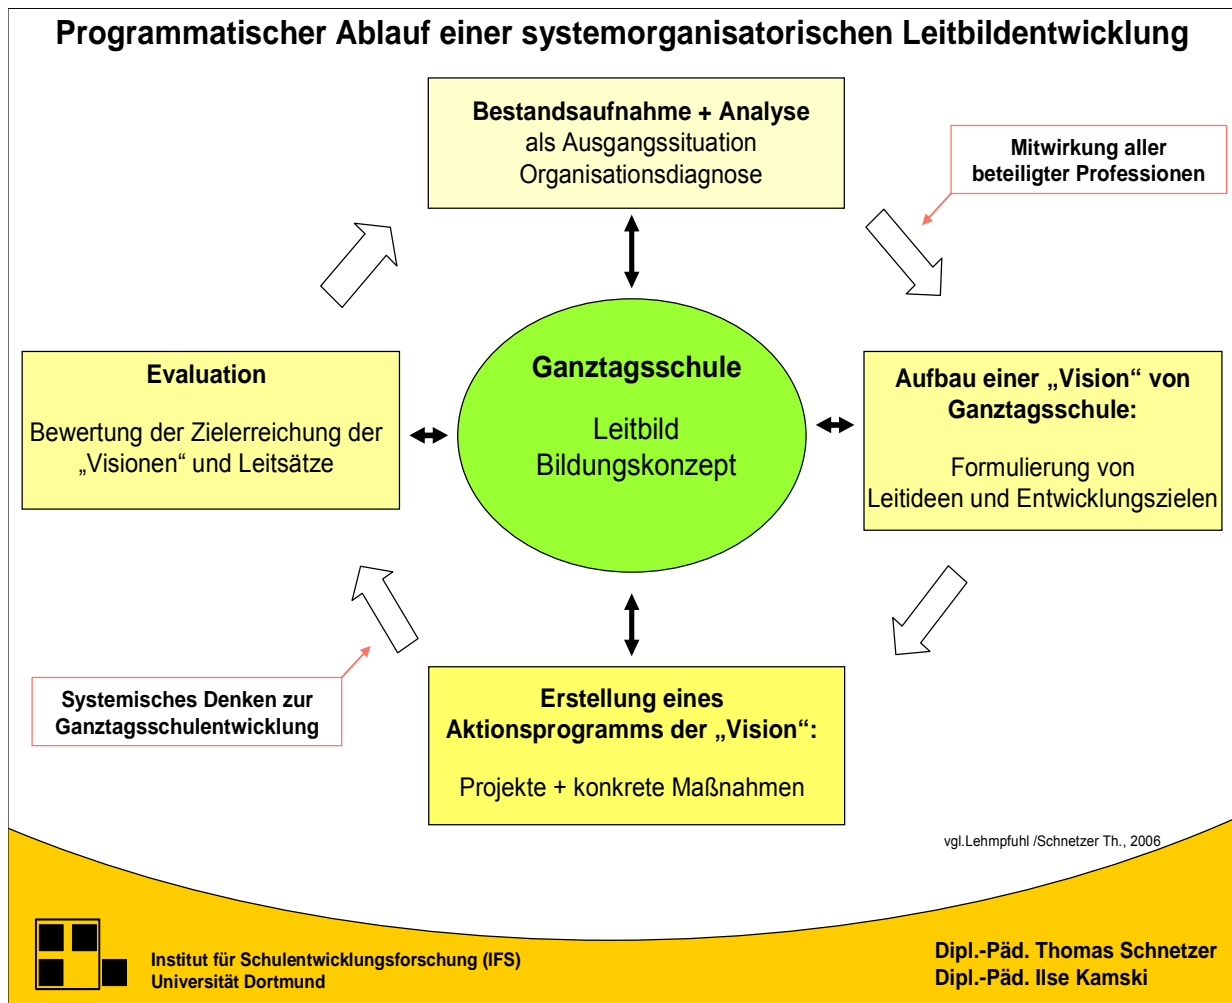 Programmatischer Ablauf einer systemorganisatorischen Leitbildentwicklung
Bestandsaufnahme + Analyse
als Ausgangssituation
Organisationsdiagnose
Mitwirkung aller
beteiligter Professionen
Evaluation
Bewertung der Zielerreichung der
„Visionen“ und Leitsätze
Ganztagsschule
Leitbild
Bildungskonzept
Aufbau einer „Vision“ von
Ganztagsschule:
Formulierung von
Leitideen und Entwicklungszielen
Systemisches Denken zur
Ganztagsschulentwicklung
Erstellung eines
Aktionsprogramms der „Vision“:
Projekte + konkrete Maßnahmen
vgl.Lehmpfuhl /Schnetzer Th., 2006
Institut für Schulentwicklungsforschung (IFS)
Universität Dortmund
Dipl.-Päd. Thomas Schnetzer
Dipl.-Päd. Ilse Kamski